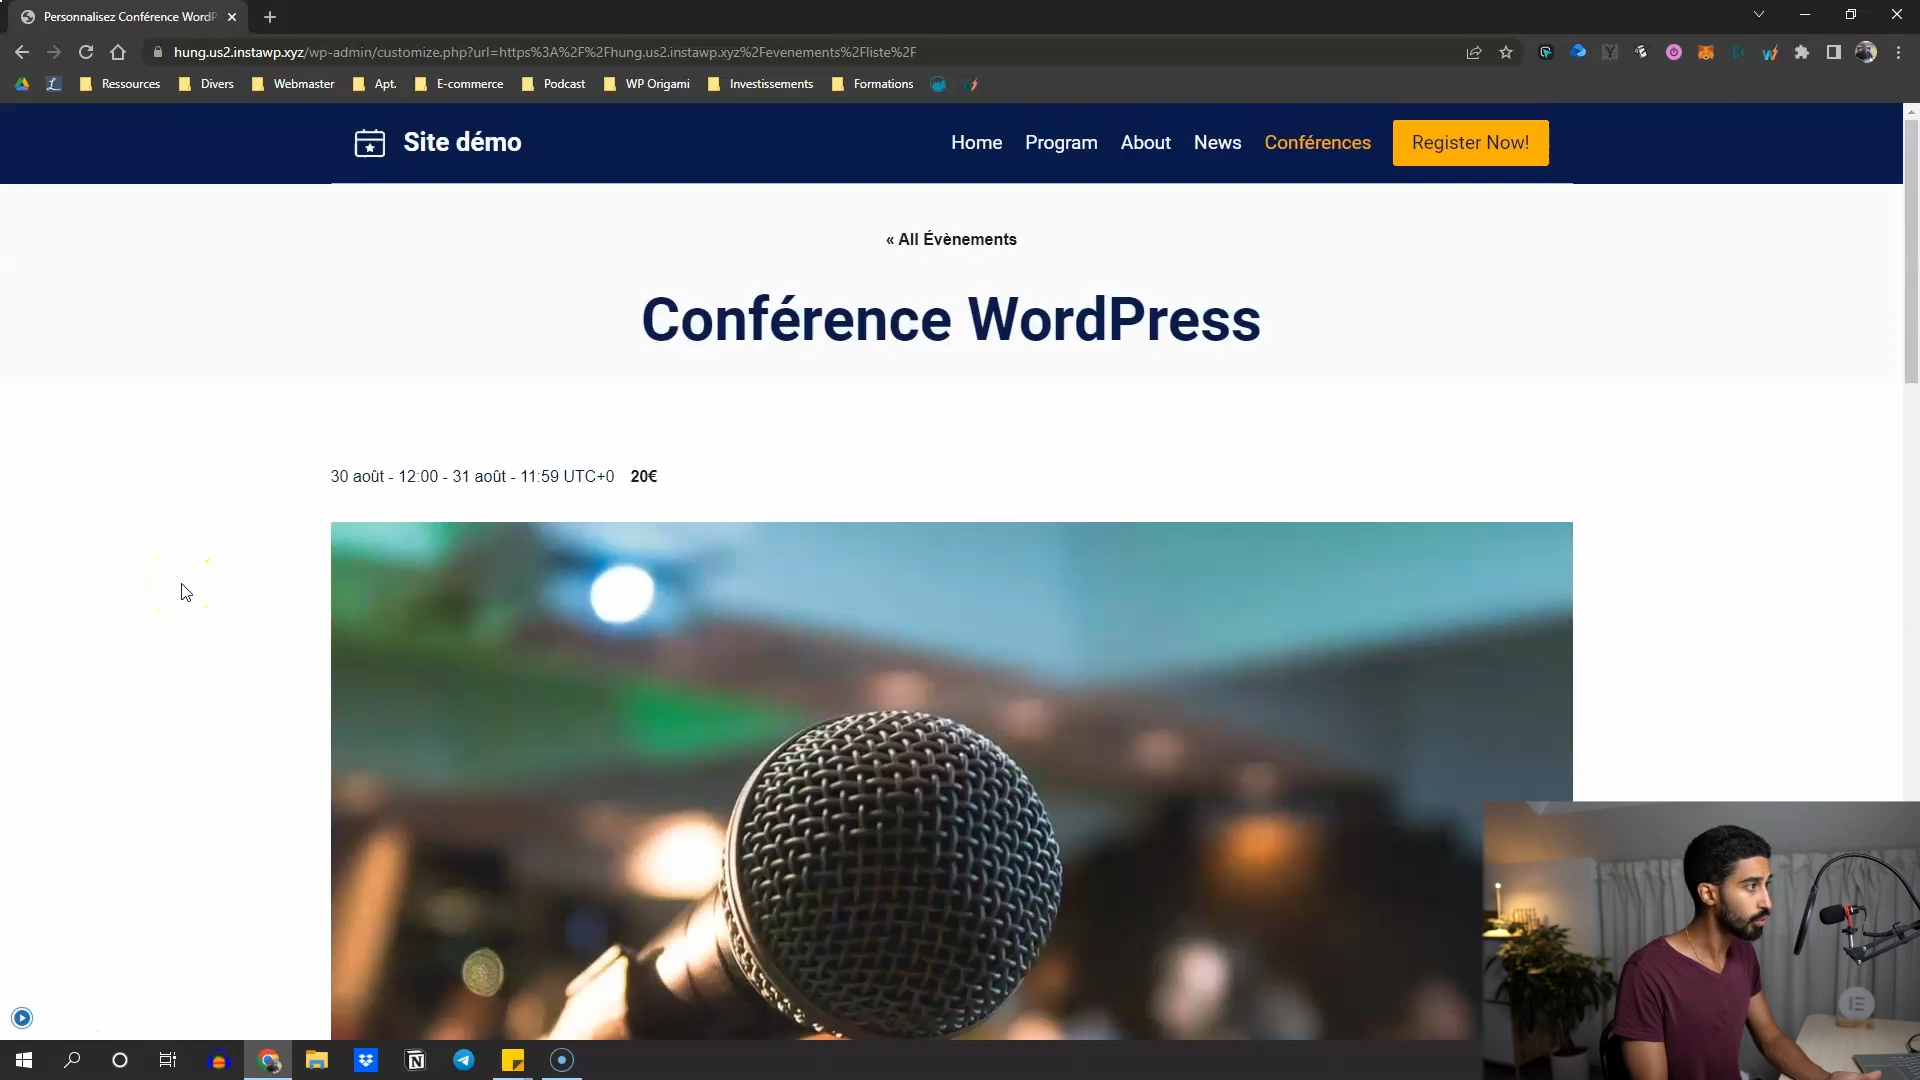 Personnalisez Conférence WordP
hung.us2.instawp.xyz/wp-admin/customize.php?url=https%3A%2F%2Fhung.us2.instawp.xyz%2Fevenements%2Fliste%2F
Ressources Divers Webmaster Apt. E-commerce Podcast WP Origami Investissements Formations
Site démo Home Program About News Conférences Register Now!
« All Évènements
Conférence WordPress
30 août - 12:00 - 31 août - 11:59 UTC+0 20€